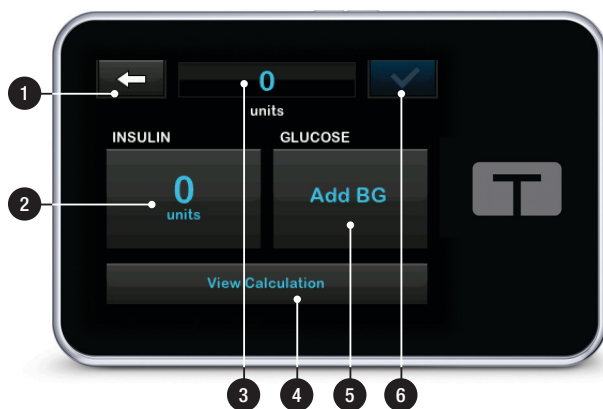 0
units
INSULIN
GLUCOSE
0
units
Add BG
View Calculation
1
2
3
4
5
6
T